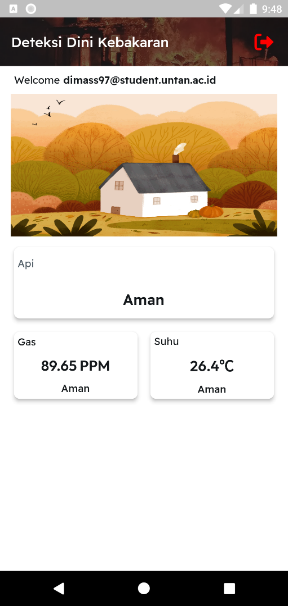 9:48
Deteksi Dini Kebakaran
Welcome dimass97@student.untan.ac.id
Api
Aman
Gas
89.65 PPM
Aman
Suhu
26.4°C
Aman